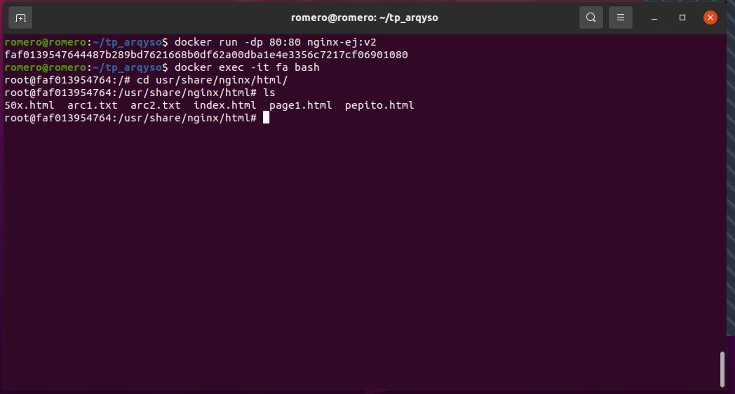 romero@romero: ~/tp_arqyso
romero@romero:~/tp_arqyso$ docker run -dp 80:80 nginx-ej:v2
faf0139547644487b289bd7621668b0df62a00dba1e4e3356c7217cf06901080
romero@romero:~/tp_arqyso$ docker exec -it fa bash
root@faf013954764:/# cd usr/share/nginx/html/
root@faf013954764:/usr/share/nginx/html# ls
50x.html  arc1.txt  arc2.txt  index.html  page1.html  pepito.html
root@faf013954764:/usr/share/nginx/html#